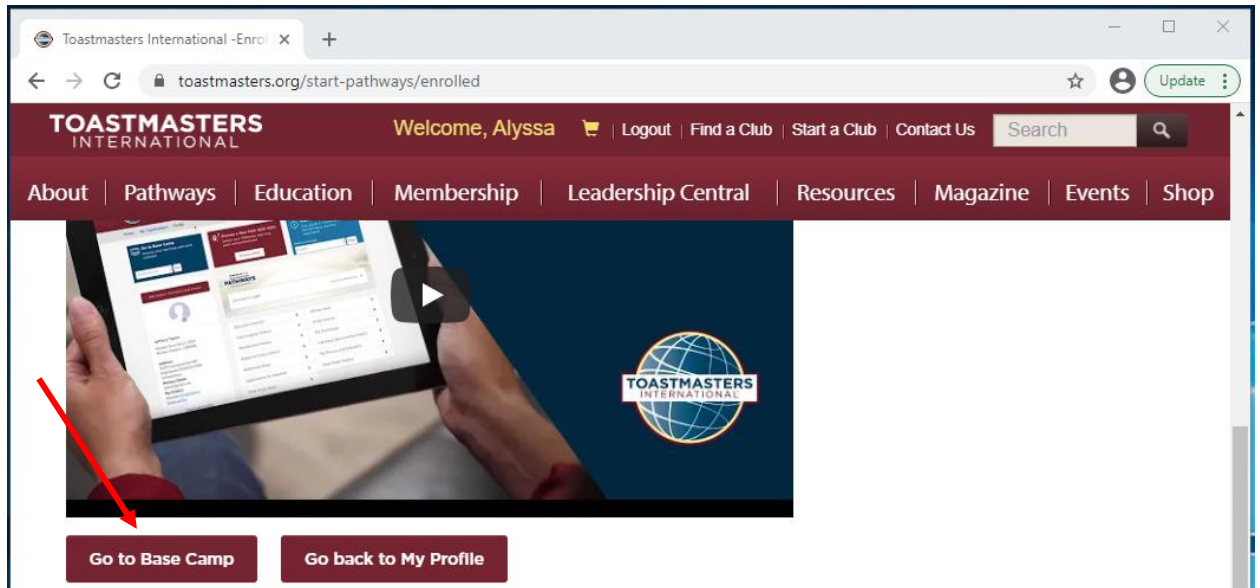 Toastmasters International -Enrol
toastmasters.org/start-pathways/enrolled
Update
TOASTMASTERS
INTERNATIONAL
Welcome, Alyssa | Logout | Find a Club | Start a Club | Contact Us
Search
About | Pathways | Education | Membership | Leadership Central | Resources | Magazine | Events | Shop
PATHWAYS
TOASTMASTERS
INTERNATIONAL
Go to Base Camp
Go back to My Profile